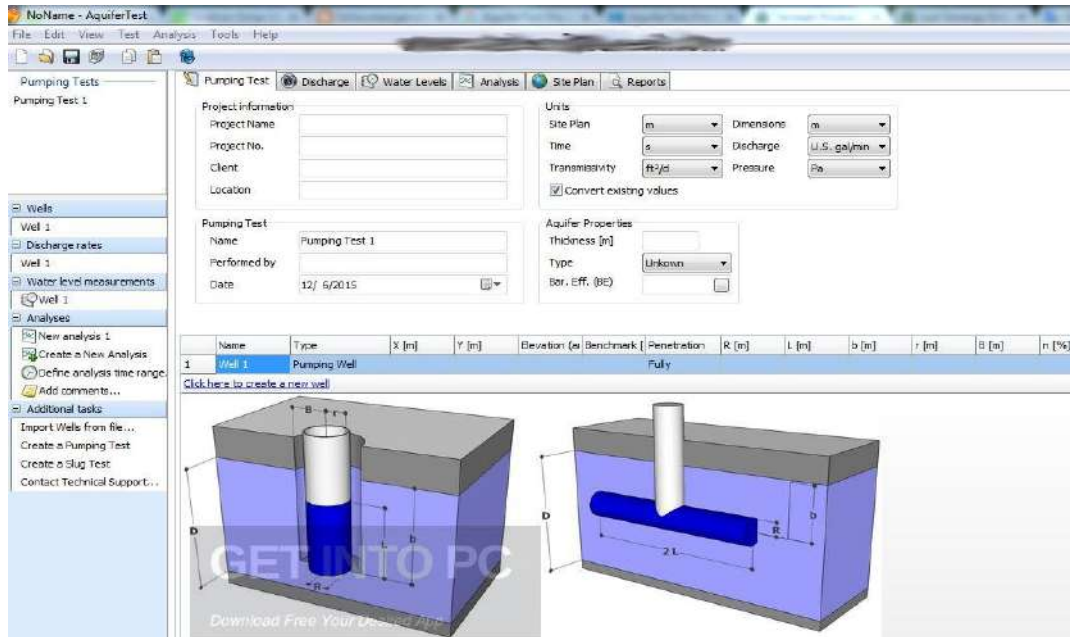 NoName - AquiferTest
File Edit View Test Analysis Tools Help
Pumping Tests
Pumping Test 1
Wells
Well 1
Discharge rates
Well 1
Water level measurements
Well 1
Analyses
New analysis 1
Create a New Analysis
Define analysis time range.
Add comments...
Additional tasks
Import Wells from file...
Create a Pumping Test
Create a Slug Test
Contact Technical Support...
Pumping Test Discharge Water Levels Analysis Site Plan Reports
Project information
Project Name
Project No.
Client
Location
Units
Site Plan m Dimensions m
Time s Discharge U.S. gal/min
Transmissivity ft²/d Pressure Pa
Convert existing values
Pumping Test
Name Pumping Test 1
Performed by
Date 12/ 6/2015
Aquifer Properties
Thickness [m]
Type Unkown
Bar. Eff. (BE)
Name Type X [m] Y [m] Elevation (a Benchmark [ Penetration R [m] L [m] b [m] r [m] B [m] n [%]
1 Well 1 Pumping Well Fully
Click here to create a new well
B r
D L b
R
D b
R
2 L
GET INTO PC
Download Free Your Desired App